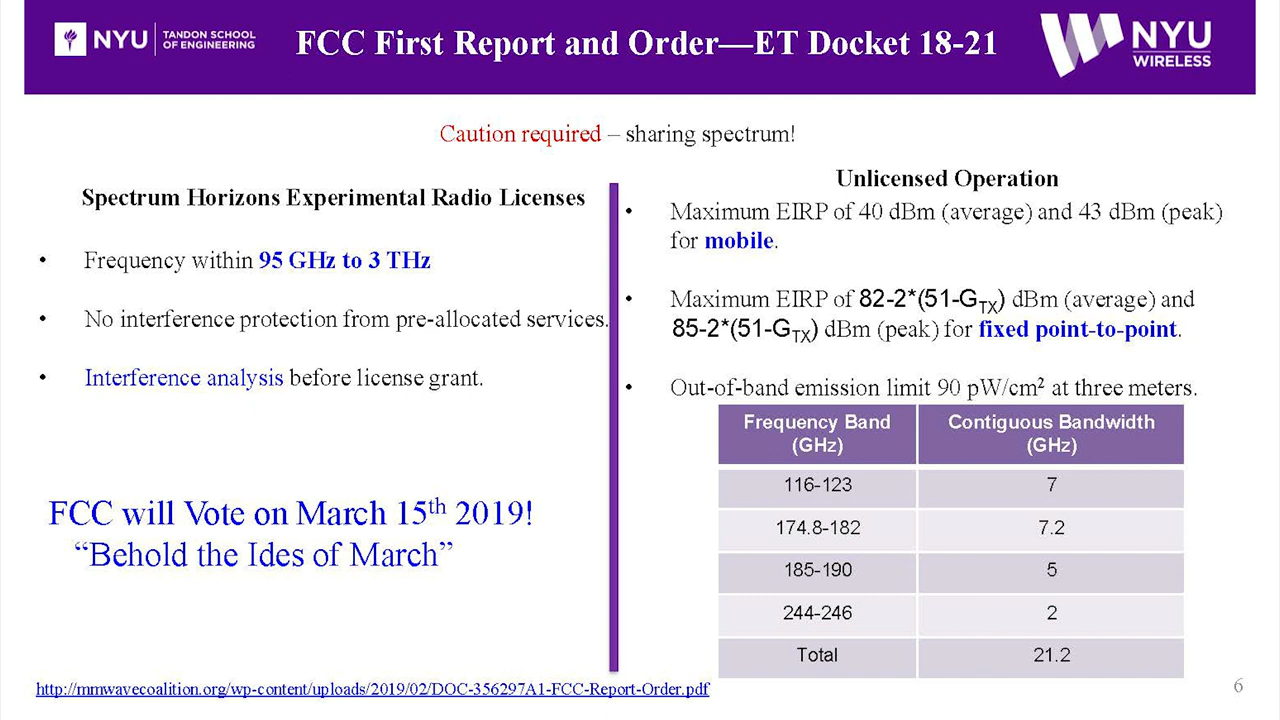 NYU
TANDON SCHOOL
OF ENGINEERING
FCC First Report and Order—ET Docket 18-21
NYU
WIRELESS
Caution required – sharing spectrum!
Spectrum Horizons Experimental Radio Licenses
• Frequency within 95 GHz to 3 THz
• No interference protection from pre-allocated services.
• Interference analysis before license grant.
FCC will Vote on March 15th 2019!
“Behold the Ides of March”
Unlicensed Operation
• Maximum EIRP of 40 dBm (average) and 43 dBm (peak)
for mobile.
• Maximum EIRP of 82-2*(51-GTX) dBm (average) and
85-2*(51-GTX) dBm (peak) for fixed point-to-point.
• Out-of-band emission limit 90 pW/cm² at three meters.
Frequency Band (GHz) Contiguous Bandwidth (GHz)
116-123 7
174.8-182 7.2
185-190 5
244-246 2
Total 21.2
http://mmwavecoalition.org/wp-content/uploads/2019/02/DOC-356297A1-FCC-Report-Order.pdf
6